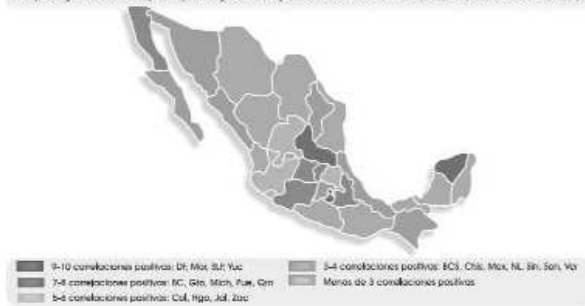 9-10 correlaciones positivas: DF, Mor, SLP, Yuc
7-8 correlaciones positivas: BC, Gto, Mich, Pue, Qro
5-6 correlaciones positivas: Col, Hgo, Jal, Zac
3-4 correlaciones positivas: BCS, Chis, Mex, NL, Sin, Son, Ver
Menos de 3 correlaciones positivas